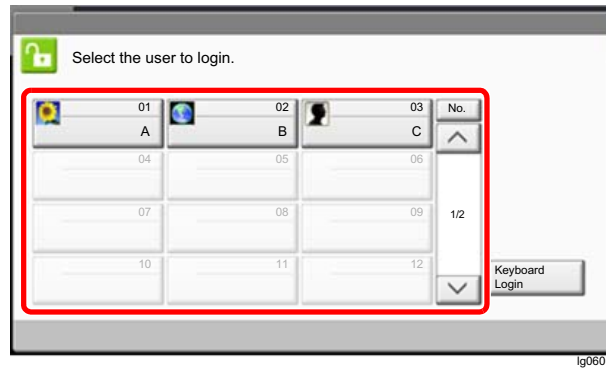 Select the user to login.
01 02 03 No.
A B C
04 05 06
07 08 09 1/2
10 11 12
Keyboard
Login
lg060